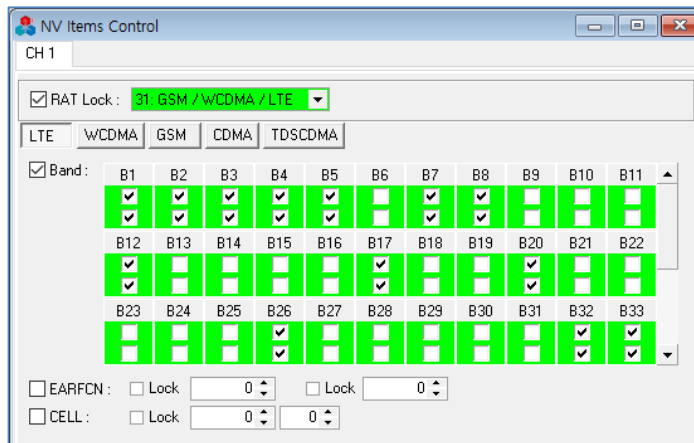 NV Items Control
CH 1
RAT Lock : 31: GSM / WCDMA / LTE
LTE WCDMA GSM CDMA TDSCDMA
Band : B1 B2 B3 B4 B5 B6 B7 B8 B9 B10 B11
B12 B13 B14 B15 B16 B17 B18 B19 B20 B21 B22
B23 B24 B25 B26 B27 B28 B29 B30 B31 B32 B33
EARFCN : Lock 0 Lock 0
CELL : Lock 0 0